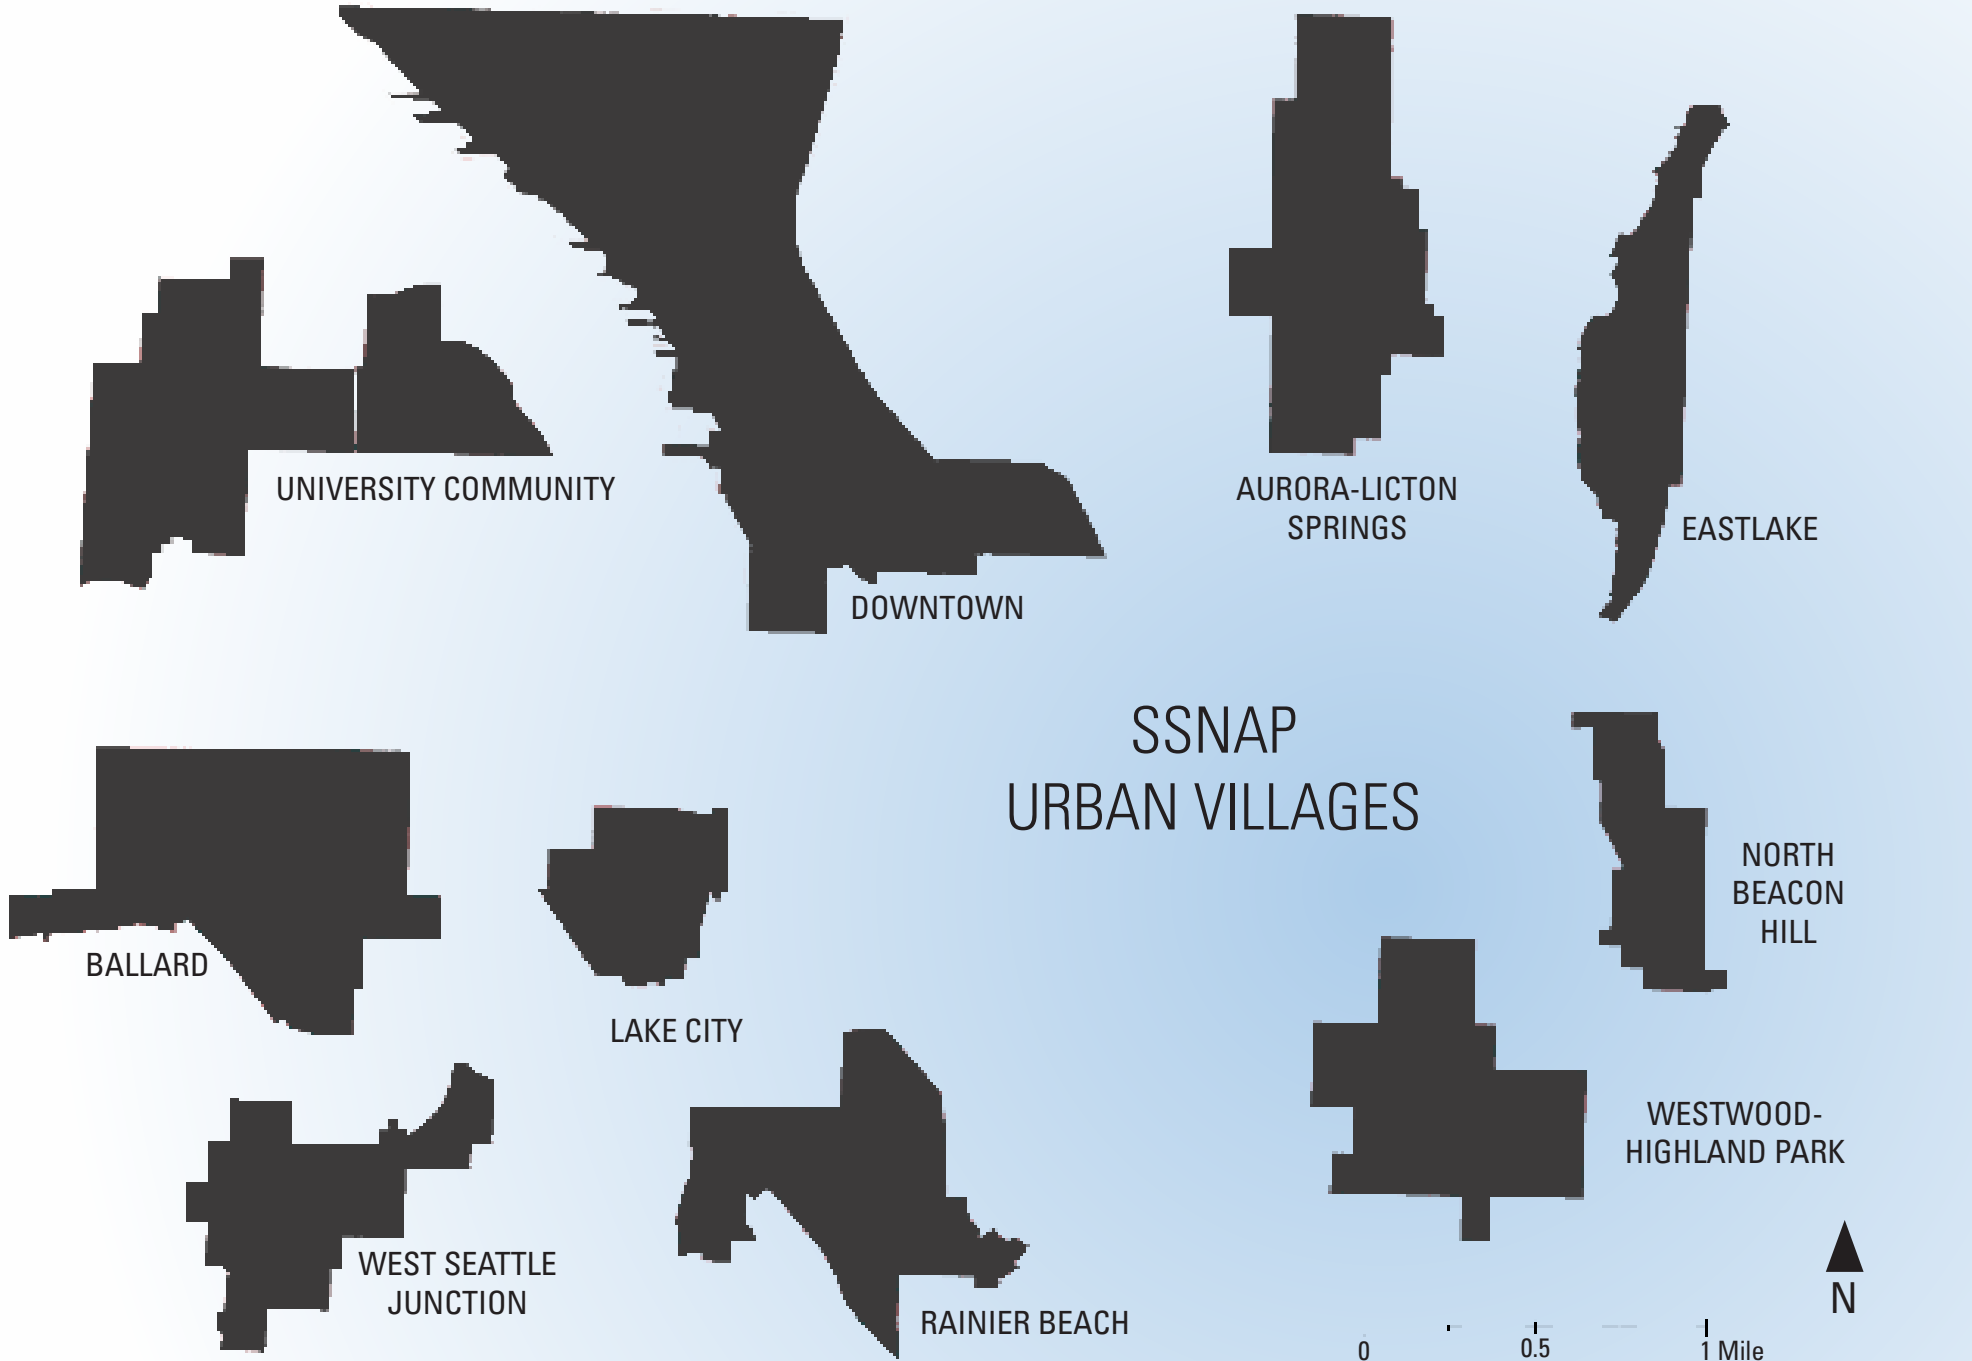 UNIVERSITY COMMUNITY
DOWNTOWN
AURORA-LICTON
SPRINGS
EASTLAKE
SSNAP
URBAN VILLAGES
BALLARD
LAKE CITY
NORTH
BEACON
HILL
WEST SEATTLE
JUNCTION
RAINIER BEACH
WESTWOOD-
HIGHLAND PARK
N
0 0.5 1 Mile